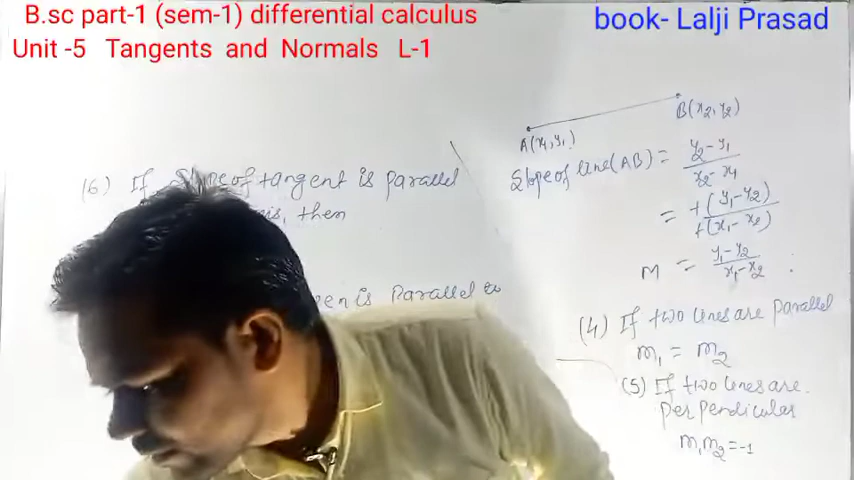 B.sc part-1 (sem-1) differential calculus
Unit -5 Tangents and Normals L-1
book- Lalji Prasad
A(x₁,y₁)
B(x₂,y₂)
Slope of line(AB) = y₂-y₁ / x₂-x₁
= +(y₁-y₂) / +(x₁-x₂)
M = y₁-y₂ / x₁-x₂
(4) If two lines are parallel
m₁ = m₂
(5) If two lines are
perpendicular
m₁m₂=-1
(6) If slope of tangent is parallel
then
is Parallel to